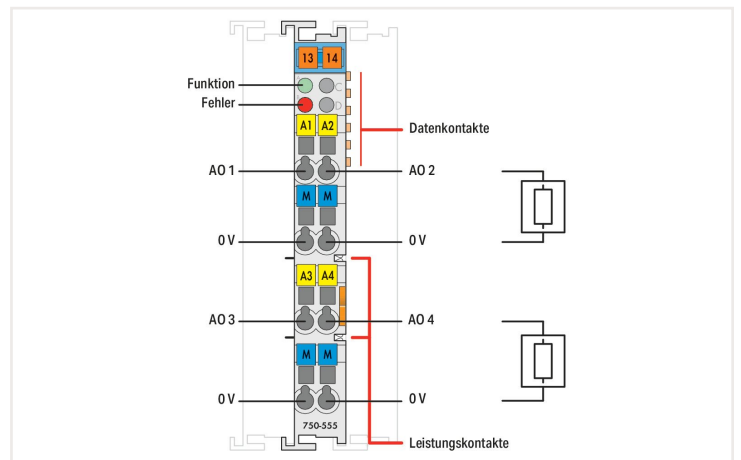 13 14
Funktion
C
Fehler
D
A1 A2
Datenkontakte
AO 1
AO 2
M M
0 V
0 V
A3 A4
AO 3
AO 4
M M
0 V
0 V
750-555
Leistungskontakte